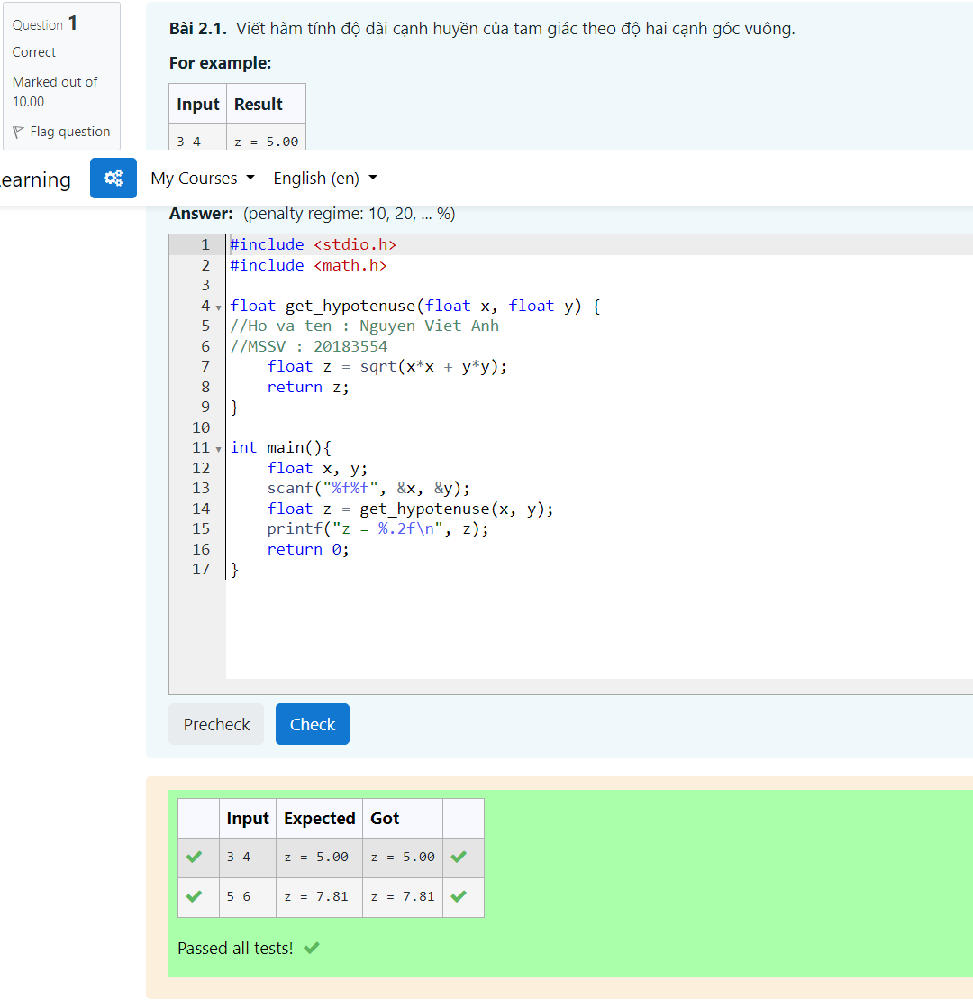 Question 1
Correct
Marked out of
10.00
Flag question
Bài 2.1. Viết hàm tính độ dài cạnh huyền của tam giác theo độ hai cạnh góc vuông.
For example:
Input Result
3 4 z = 5.00
earning My Courses English (en)
Answer: (penalty regime: 10, 20, ... %)
1 #include <stdio.h>
2 #include <math.h>
3
4 float get_hypotenuse(float x, float y) {
5 //Ho va ten : Nguyen Viet Anh
6 //MSSV : 20183554
7 float z = sqrt(x*x + y*y);
8 return z;
9 }
10
11 int main(){
12 float x, y;
13 scanf("%f%f", &x, &y);
14 float z = get_hypotenuse(x, y);
15 printf("z = %.2f\n", z);
16 return 0;
17 }
Precheck Check
Input Expected Got
3 4 z = 5.00 z = 5.00
5 6 z = 7.81 z = 7.81
Passed all tests!